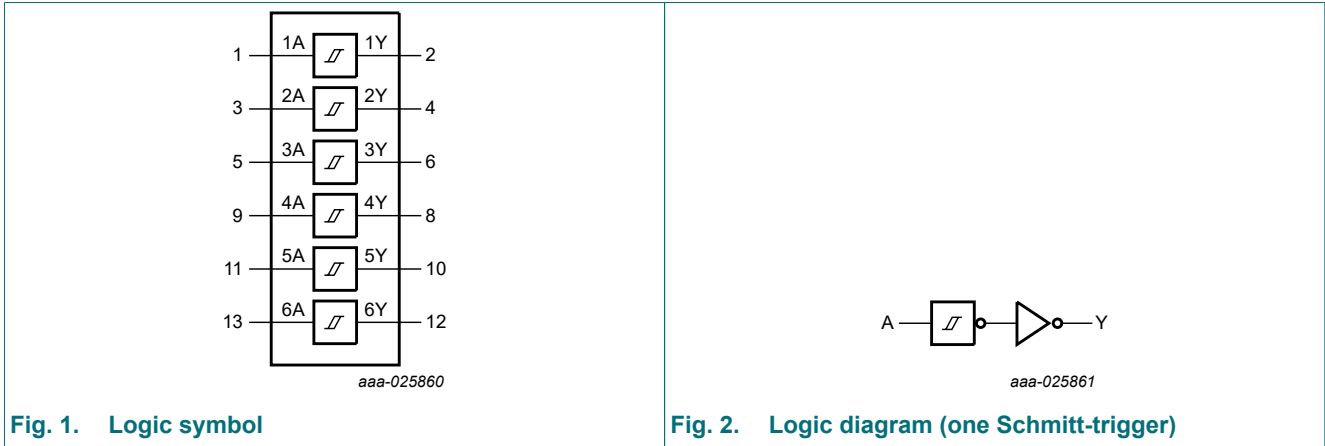 1 1A 1Y 2
3 2A 2Y 4
5 3A 3Y 6
9 4A 4Y 8
11 5A 5Y 10
13 6A 6Y 12
aaa-025860
Fig. 1. Logic symbol
A Y
aaa-025861
Fig. 2. Logic diagram (one Schmitt-trigger)